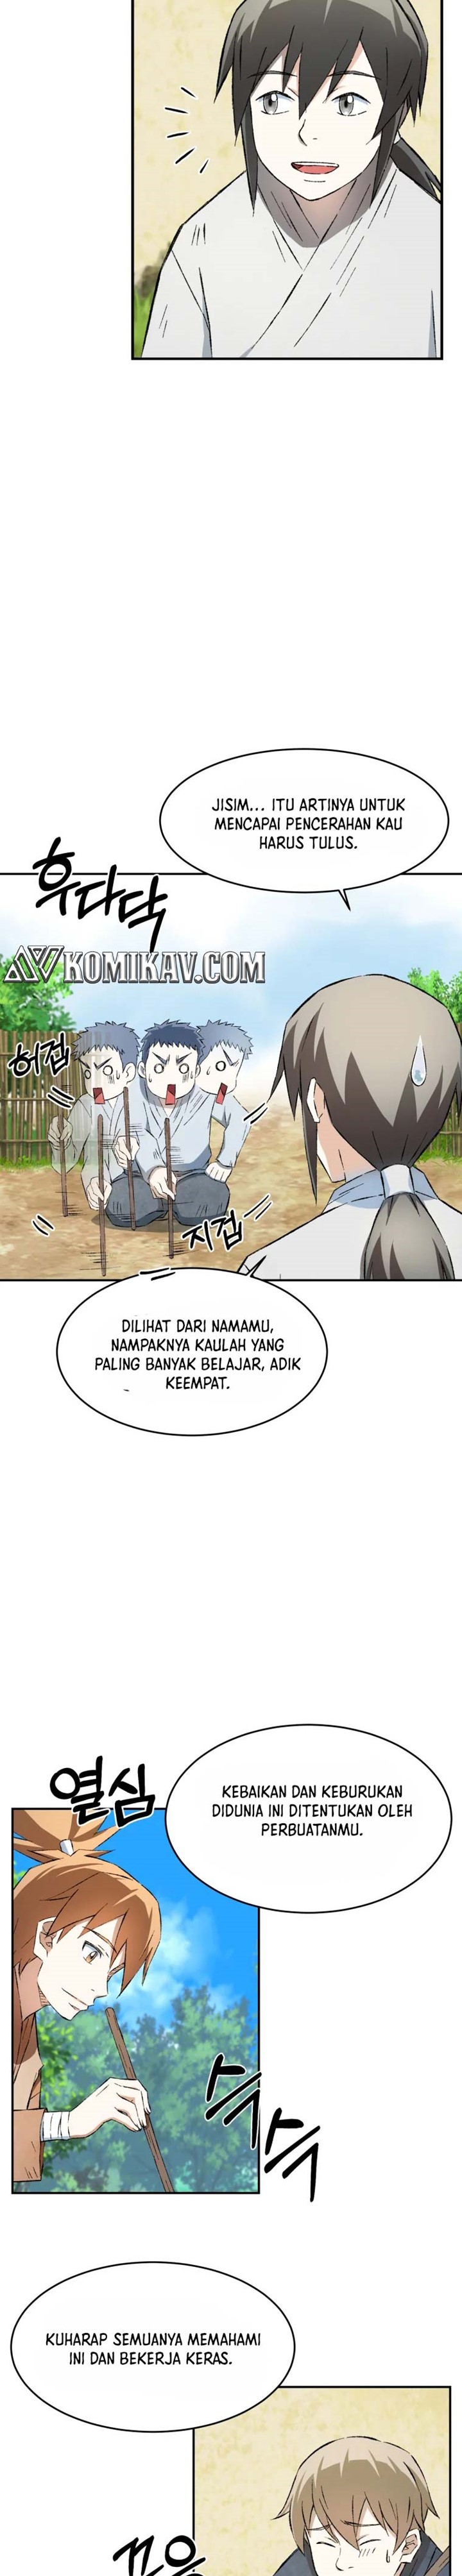 JISIM... ITU ARTINYA UNTUK
MENCAPAI PENCERAHAN KAU
HARUS TULUS.
후다닥
KOMIKAV.COM
허겁
지겁
DILIHAT DARI NAMAMU,
NAMPAKNYA KAULAH YANG
PALING BANYAK BELAJAR, ADIK
KEEMPAT.
열심
KEBAIKAN DAN KEBURUKAN
DIDUNIA INI DITENTUKAN OLEH
PERBUATANMU.
슥슥
KUHARAP SEMUANYA MEMAHAMI
INI DAN BEKERJA KERAS.